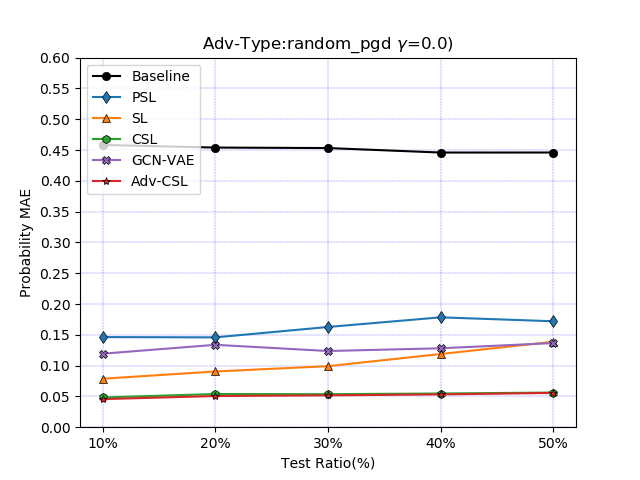 Adv-Type:random_pgd γ=0.0)
Probability MAE
0.60
0.55
0.50
0.45
0.40
0.35
0.30
0.25
0.20
0.15
0.10
0.05
0.00
Baseline
PSL
SL
CSL
GCN-VAE
Adv-CSL
10% 20% 30% 40% 50%
Test Ratio(%)